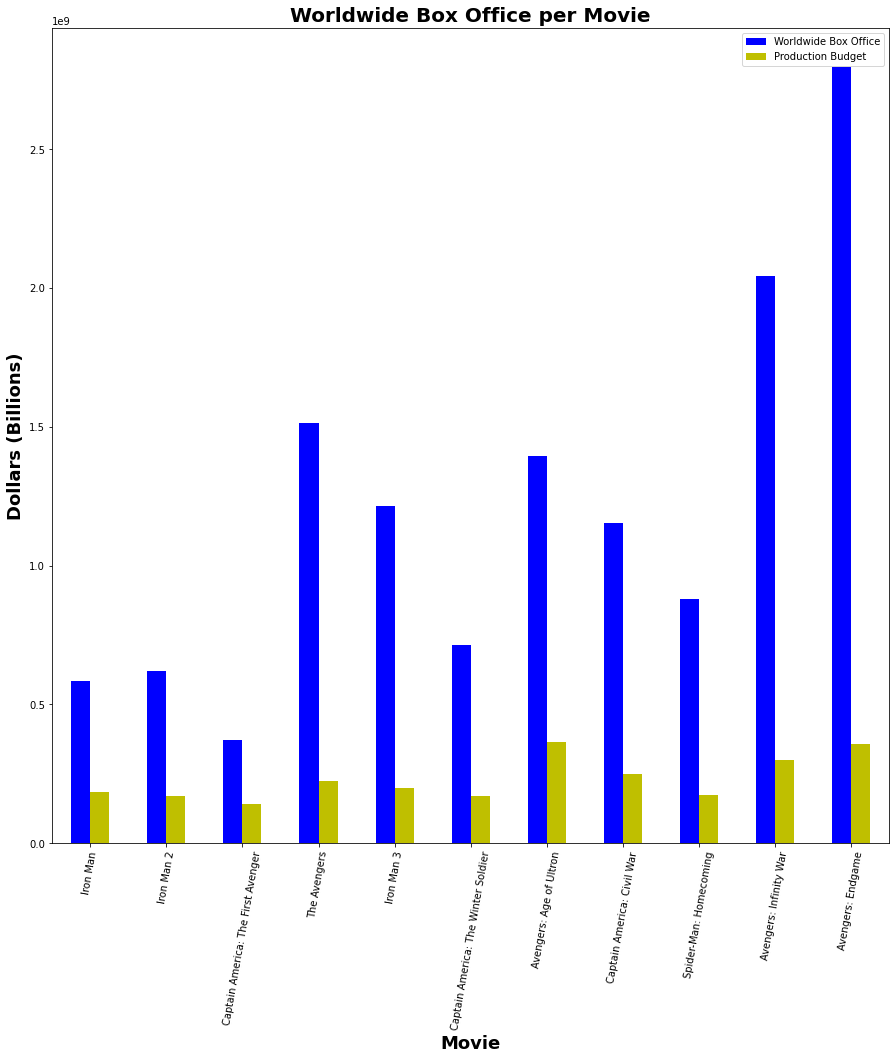 Worldwide Box Office per Movie
1e9
Worldwide Box Office
Production Budget
2.5
2.0
1.5
1.0
0.5
0.0
Dollars (Billions)
Iron Man
Iron Man 2
Captain America: The First Avenger
The Avengers
Iron Man 3
Captain America: The Winter Soldier
Avengers: Age of Ultron
Captain America: Civil War
Spider-Man: Homecoming
Avengers: Infinity War
Avengers: Endgame
Movie